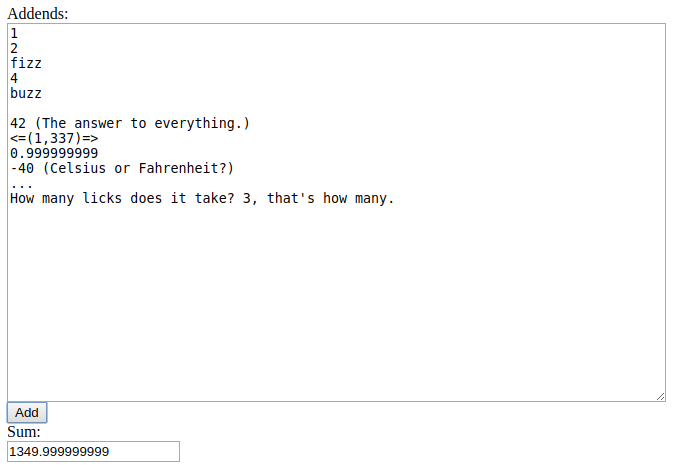 Addends:
1
2
fizz
4
buzz
42 (The answer to everything.)
<=(1,337)=>
0.999999999
-40 (Celsius or Fahrenheit?)
...
How many licks does it take? 3, that's how many.
Add
Sum:
1349.999999999